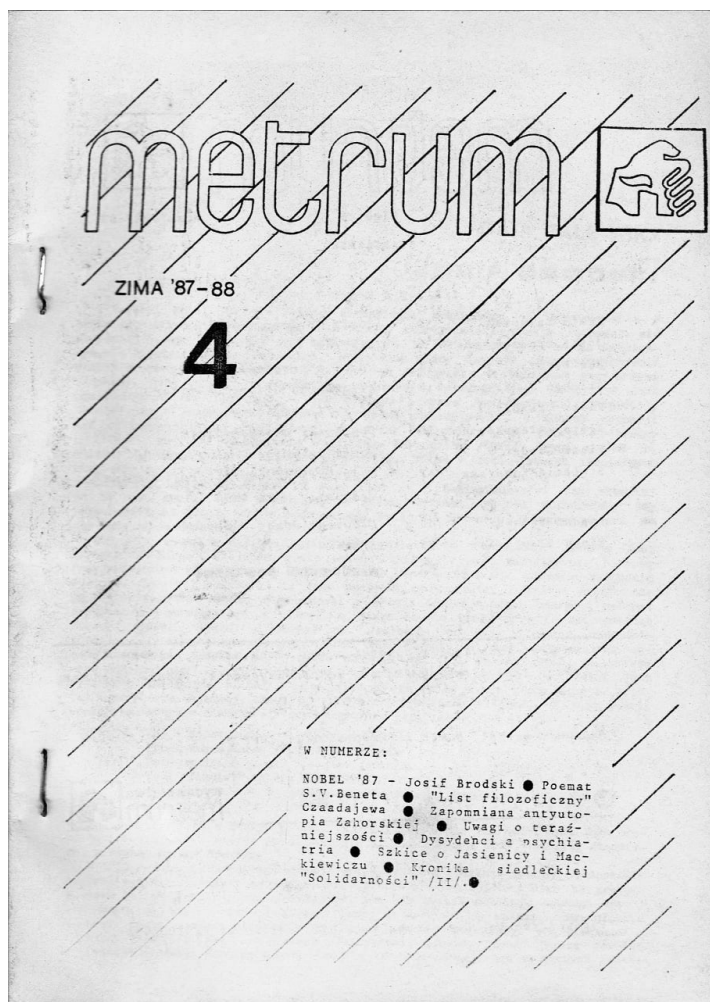 metrum
ZIMA '87-88
4
W NUMERZE:
NOBEL '87 - Josif Brodski ● Poemat
S.V.Beneta ● "List filozoficzny"
Czaadajewa ● Zapomniana antyuto-
pia Zahorskiej ● Uwagi o teraź-
niejszości ● Dysydenci a psychia-
tria ● Szkice o Jasienicy i Mac-
kiewiczu ● Kronika siedleckiej
"Solidarności" /II/.●